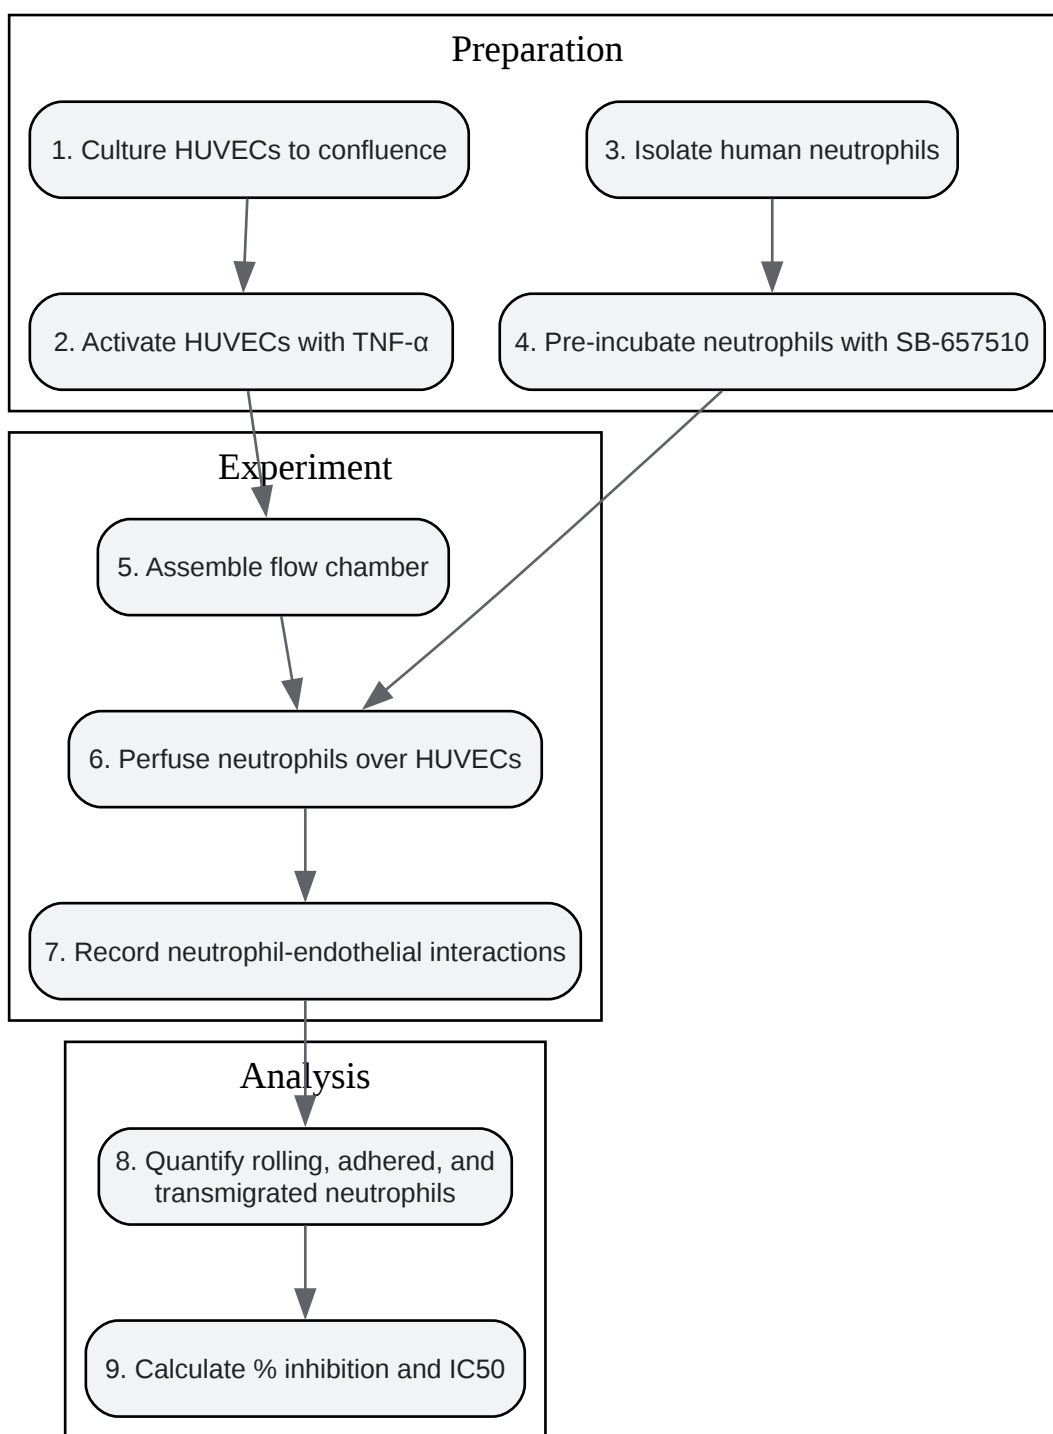 Preparation
1. Culture HUVECs to confluence
3. Isolate human neutrophils
2. Activate HUVECs with TNF-α
4. Pre-incubate neutrophils with SB-657510
Experiment
5. Assemble flow chamber
6. Perfuse neutrophils over HUVECs
7. Record neutrophil-endothelial interactions
Analysis
8. Quantify rolling, adhered, and
transmigrated neutrophils
9. Calculate % inhibition and IC50